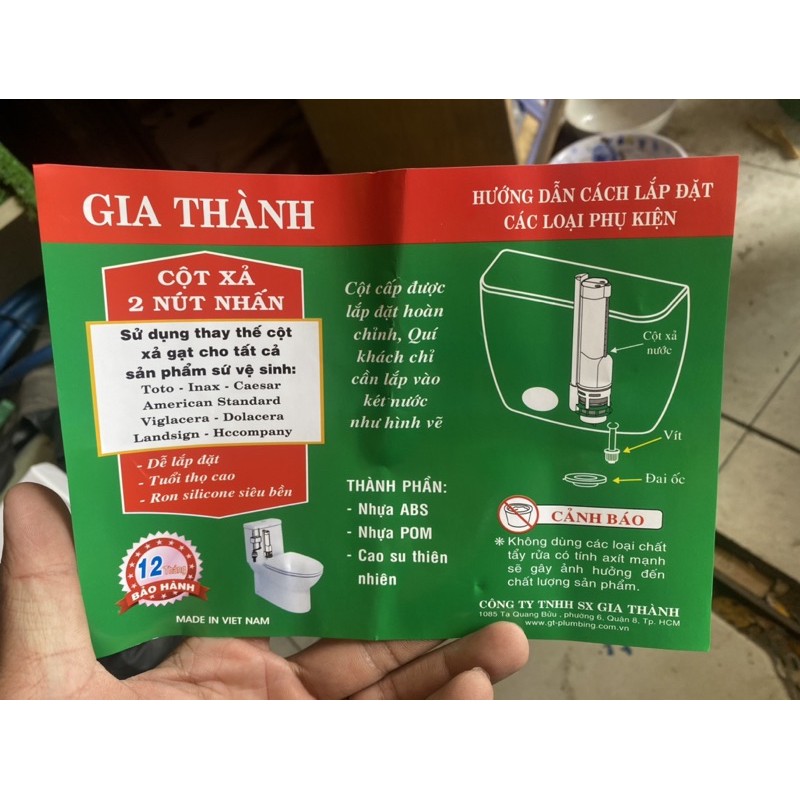 GIA THÀNH
CỘT XẢ
2 NÚT NHẤN
Sử dụng thay thế cột
xả gạt cho tất cả
sản phẩm sứ vệ sinh:
Toto - Inax - Caesar
American Standard
Viglacera - Dolacera
Landsign - Hccompany
- Dễ lắp đặt
- Tuổi thọ cao
- Ron silicone siêu bền
12 Tháng
BẢO HÀNH
MADE IN VIET NAM
Cột cấp được
lắp đặt hoàn
chỉnh, Quí
khách chỉ
cần lắp vào
két nước
như hình vẽ
THÀNH PHẦN:
- Nhựa ABS
- Nhựa POM
- Cao su thiên
nhiên
HƯỚNG DẪN CÁCH LẮP ĐẶT
CÁC LOẠI PHỤ KIỆN
Cột xả
nước
Vít
Đai ốc
CẢNH BÁO
※ Không dùng các loại chất
tẩy rửa có tính axít mạnh
sẽ gây ảnh hưởng đến
chất lượng sản phẩm.
CÔNG TY TNHH SX GIA THÀNH
1085 Tạ Quang Bửu , phường 6, Quận 8, Tp. HCM
www.gt-plumbing.com.vn